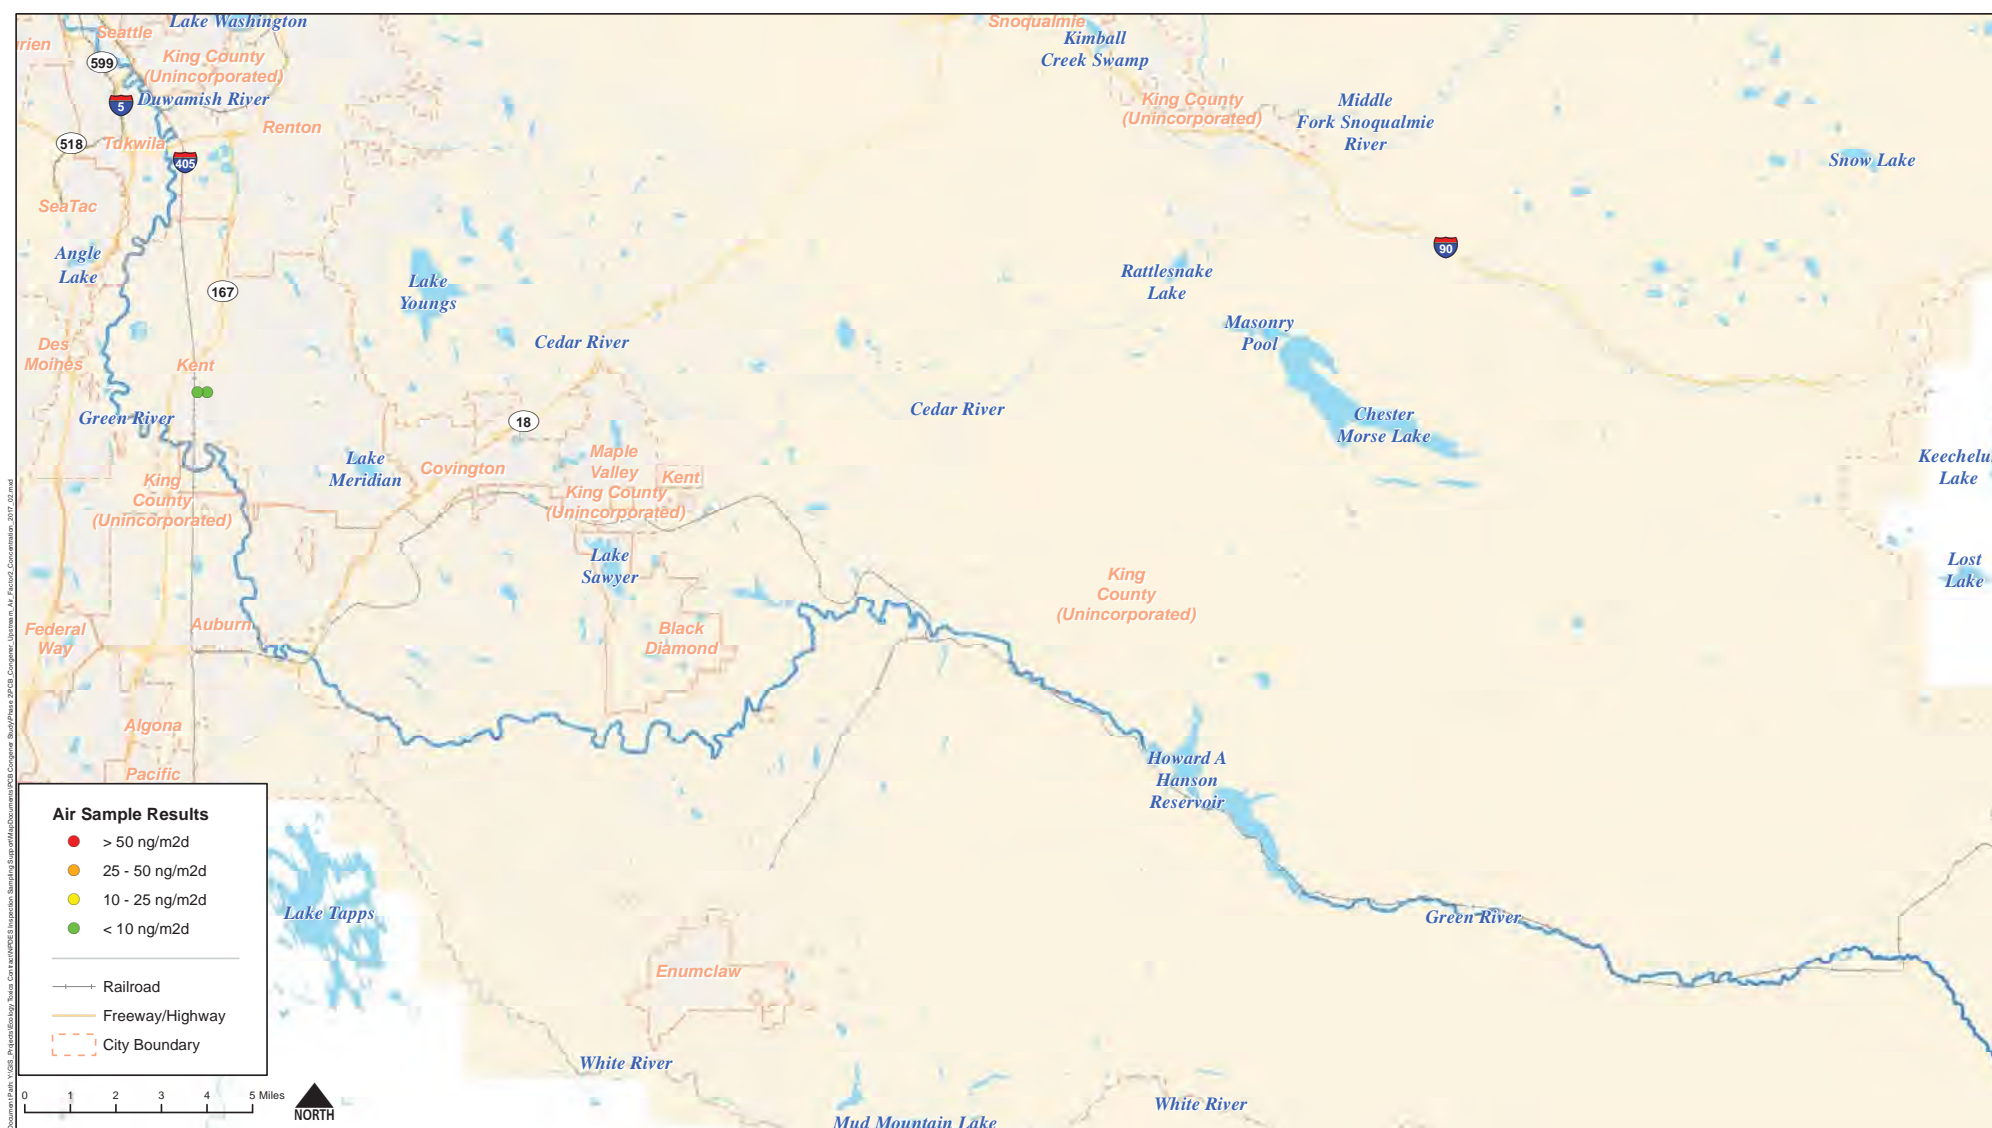 Lake Washington
Seattle
rien
599
King County
(Unincorporated)
5
Duwamish River
Renton
518
Tukwila
405
SeaTac
Angle
Lake
167
Lake
Youngs
Des
Moines
Kent
Green River
Cedar River
18
Lake
Meridian
Covington
Maple
Valley
King County
(Unincorporated)
Kent
King
County
(Unincorporated)
Lake
Sawyer
Federal
Way
Auburn
Black
Diamond
Algona
Pacific
Snoqualmie
Kimball
Creek Swamp
King County
(Unincorporated)
Middle
Fork Snoqualmie
River
Snow Lake
90
Rattlesnake
Lake
Masonry
Pool
Cedar River
Chester
Morse Lake
Keechelu
Lake
Lost
Lake
King
County
(Unincorporated)
Howard A
Hanson
Reservoir
Green River
Lake Tapps
Enumclaw
White River
White River
Mud Mountain Lake
Air Sample Results
> 50 ng/m2d
25 - 50 ng/m2d
10 - 25 ng/m2d
< 10 ng/m2d
Railroad
Freeway/Highway
City Boundary
0 1 2 3 4 5 Miles
NORTH